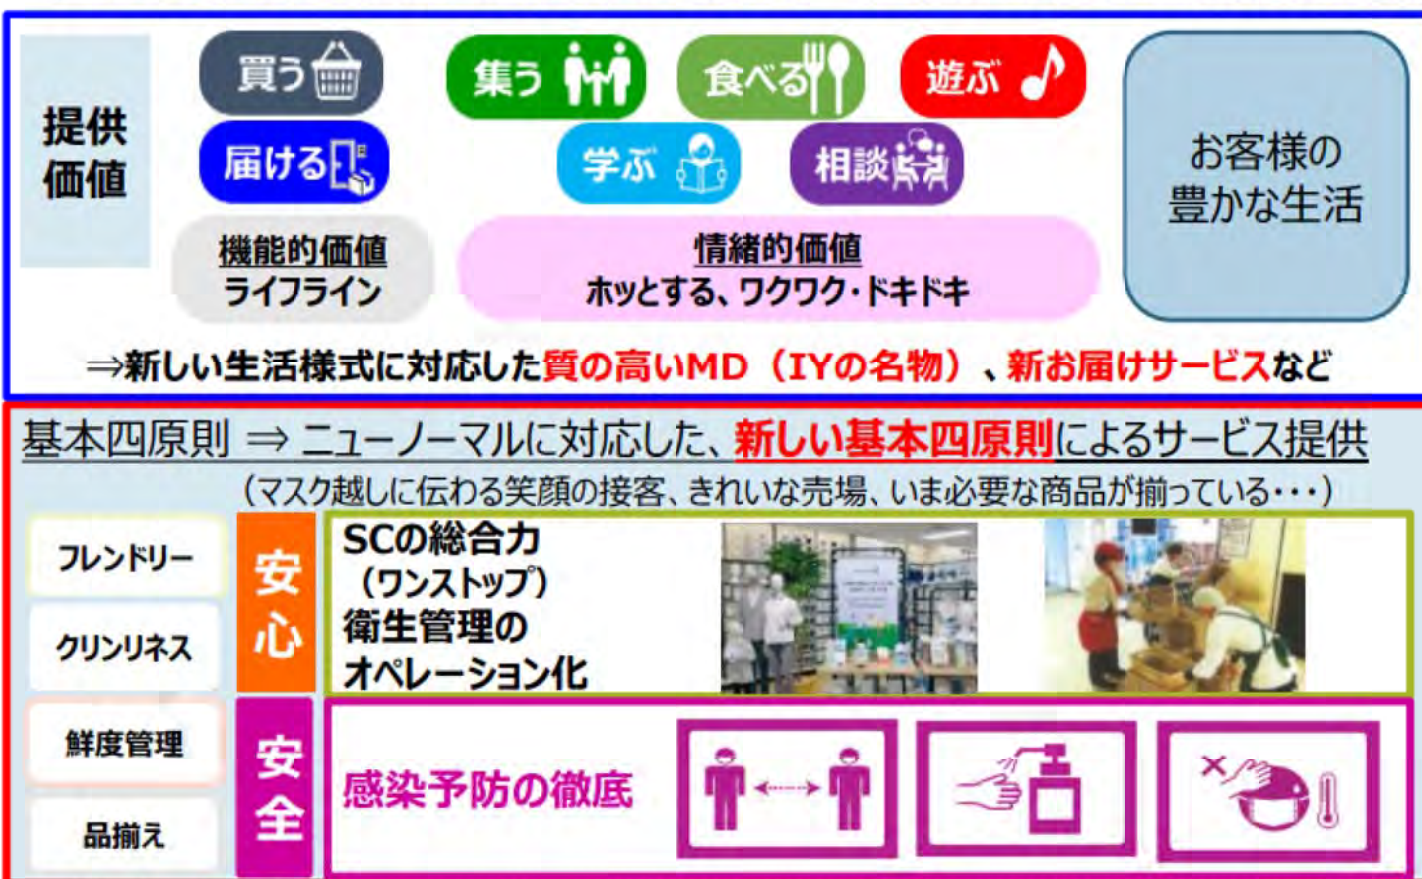 提供
価値
買う
集う
食べる
遊ぶ
届ける
学ぶ
相談
お客様の
豊かな生活
機能的価値
ライフライン
情緒的価値
ホッとする、ワクワク・ドキドキ
⇒新しい生活様式に対応した質の高いMD（IYの名物）、新お届けサービスなど
基本四原則 ⇒ ニューノーマルに対応した、新しい基本四原則によるサービス提供
（マスク越しに伝わる笑顔の接客、きれいな売場、いま必要な商品が揃っている・・・）
フレンドリー
クリンリネス
鮮度管理
品揃え
安心
SCの総合力
（ワンストップ）
衛生管理の
オペレーション化
安全
感染予防の徹底